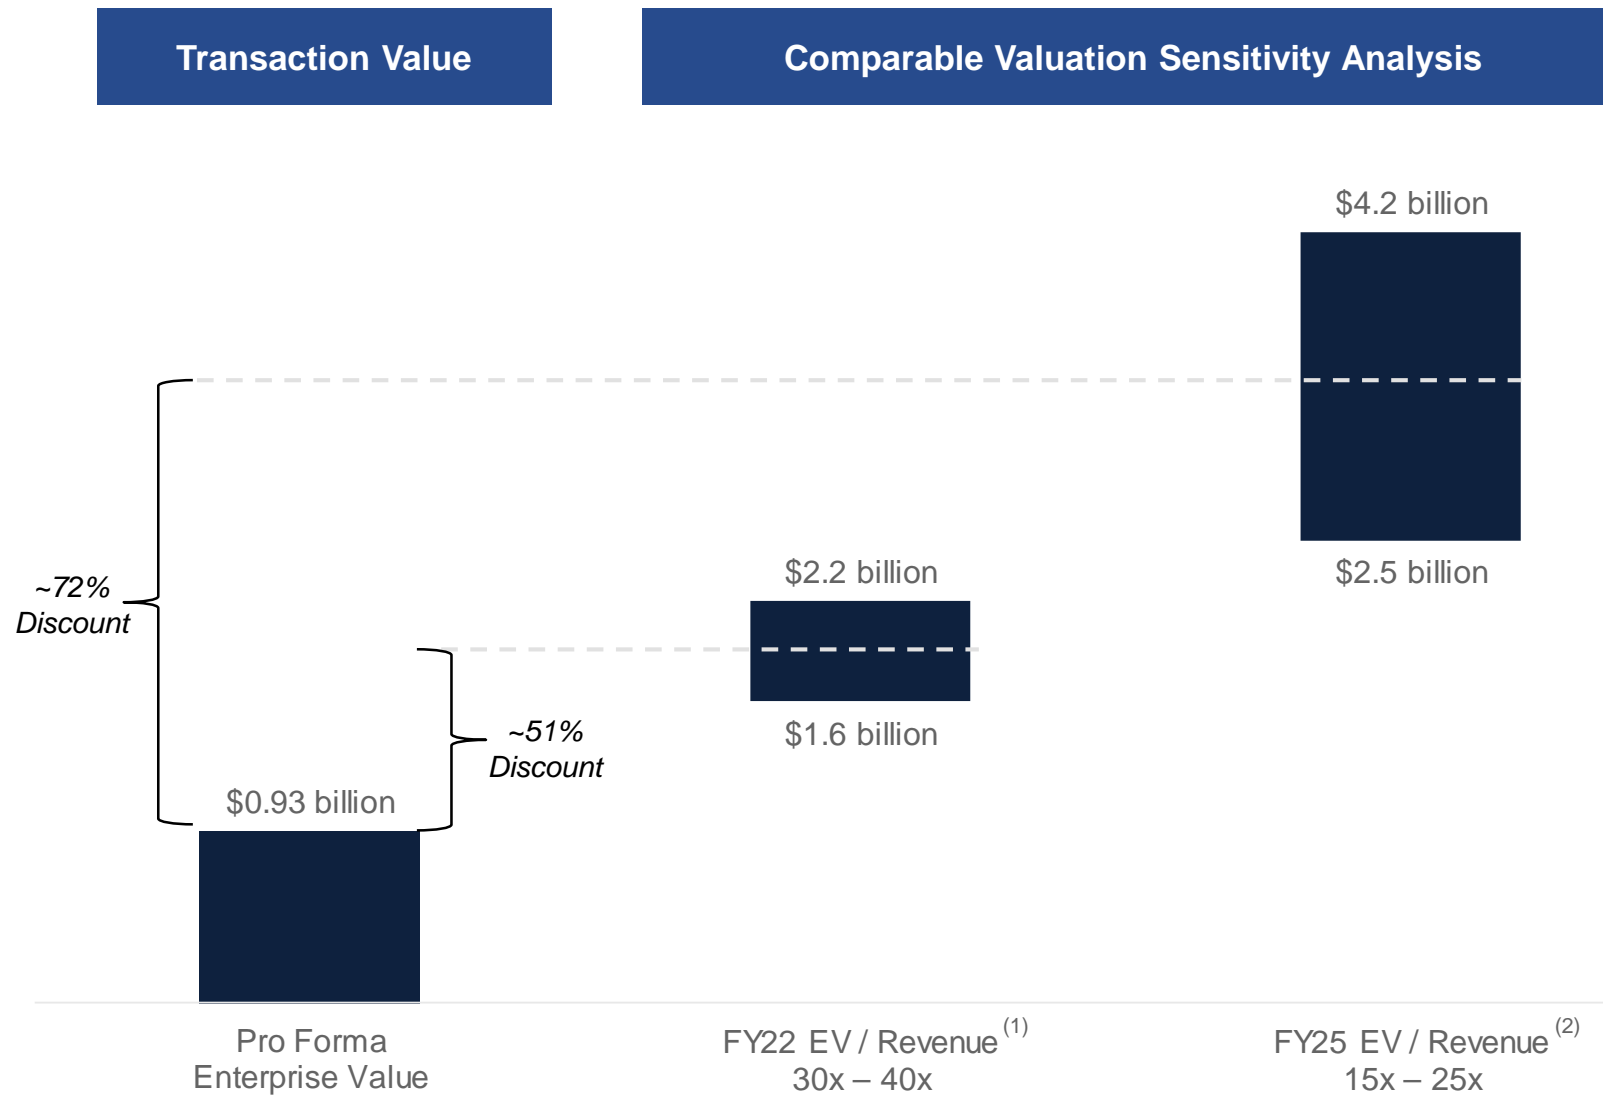 Transaction Value
Comparable Valuation Sensitivity Analysis
$4.2 billion
$2.5 billion
$2.2 billion
$1.6 billion
~72%
Discount
~51%
Discount
$0.93 billion
Pro Forma
Enterprise Value
FY22 EV / Revenue (1)
30x – 40x
FY25 EV / Revenue (2)
15x – 25x